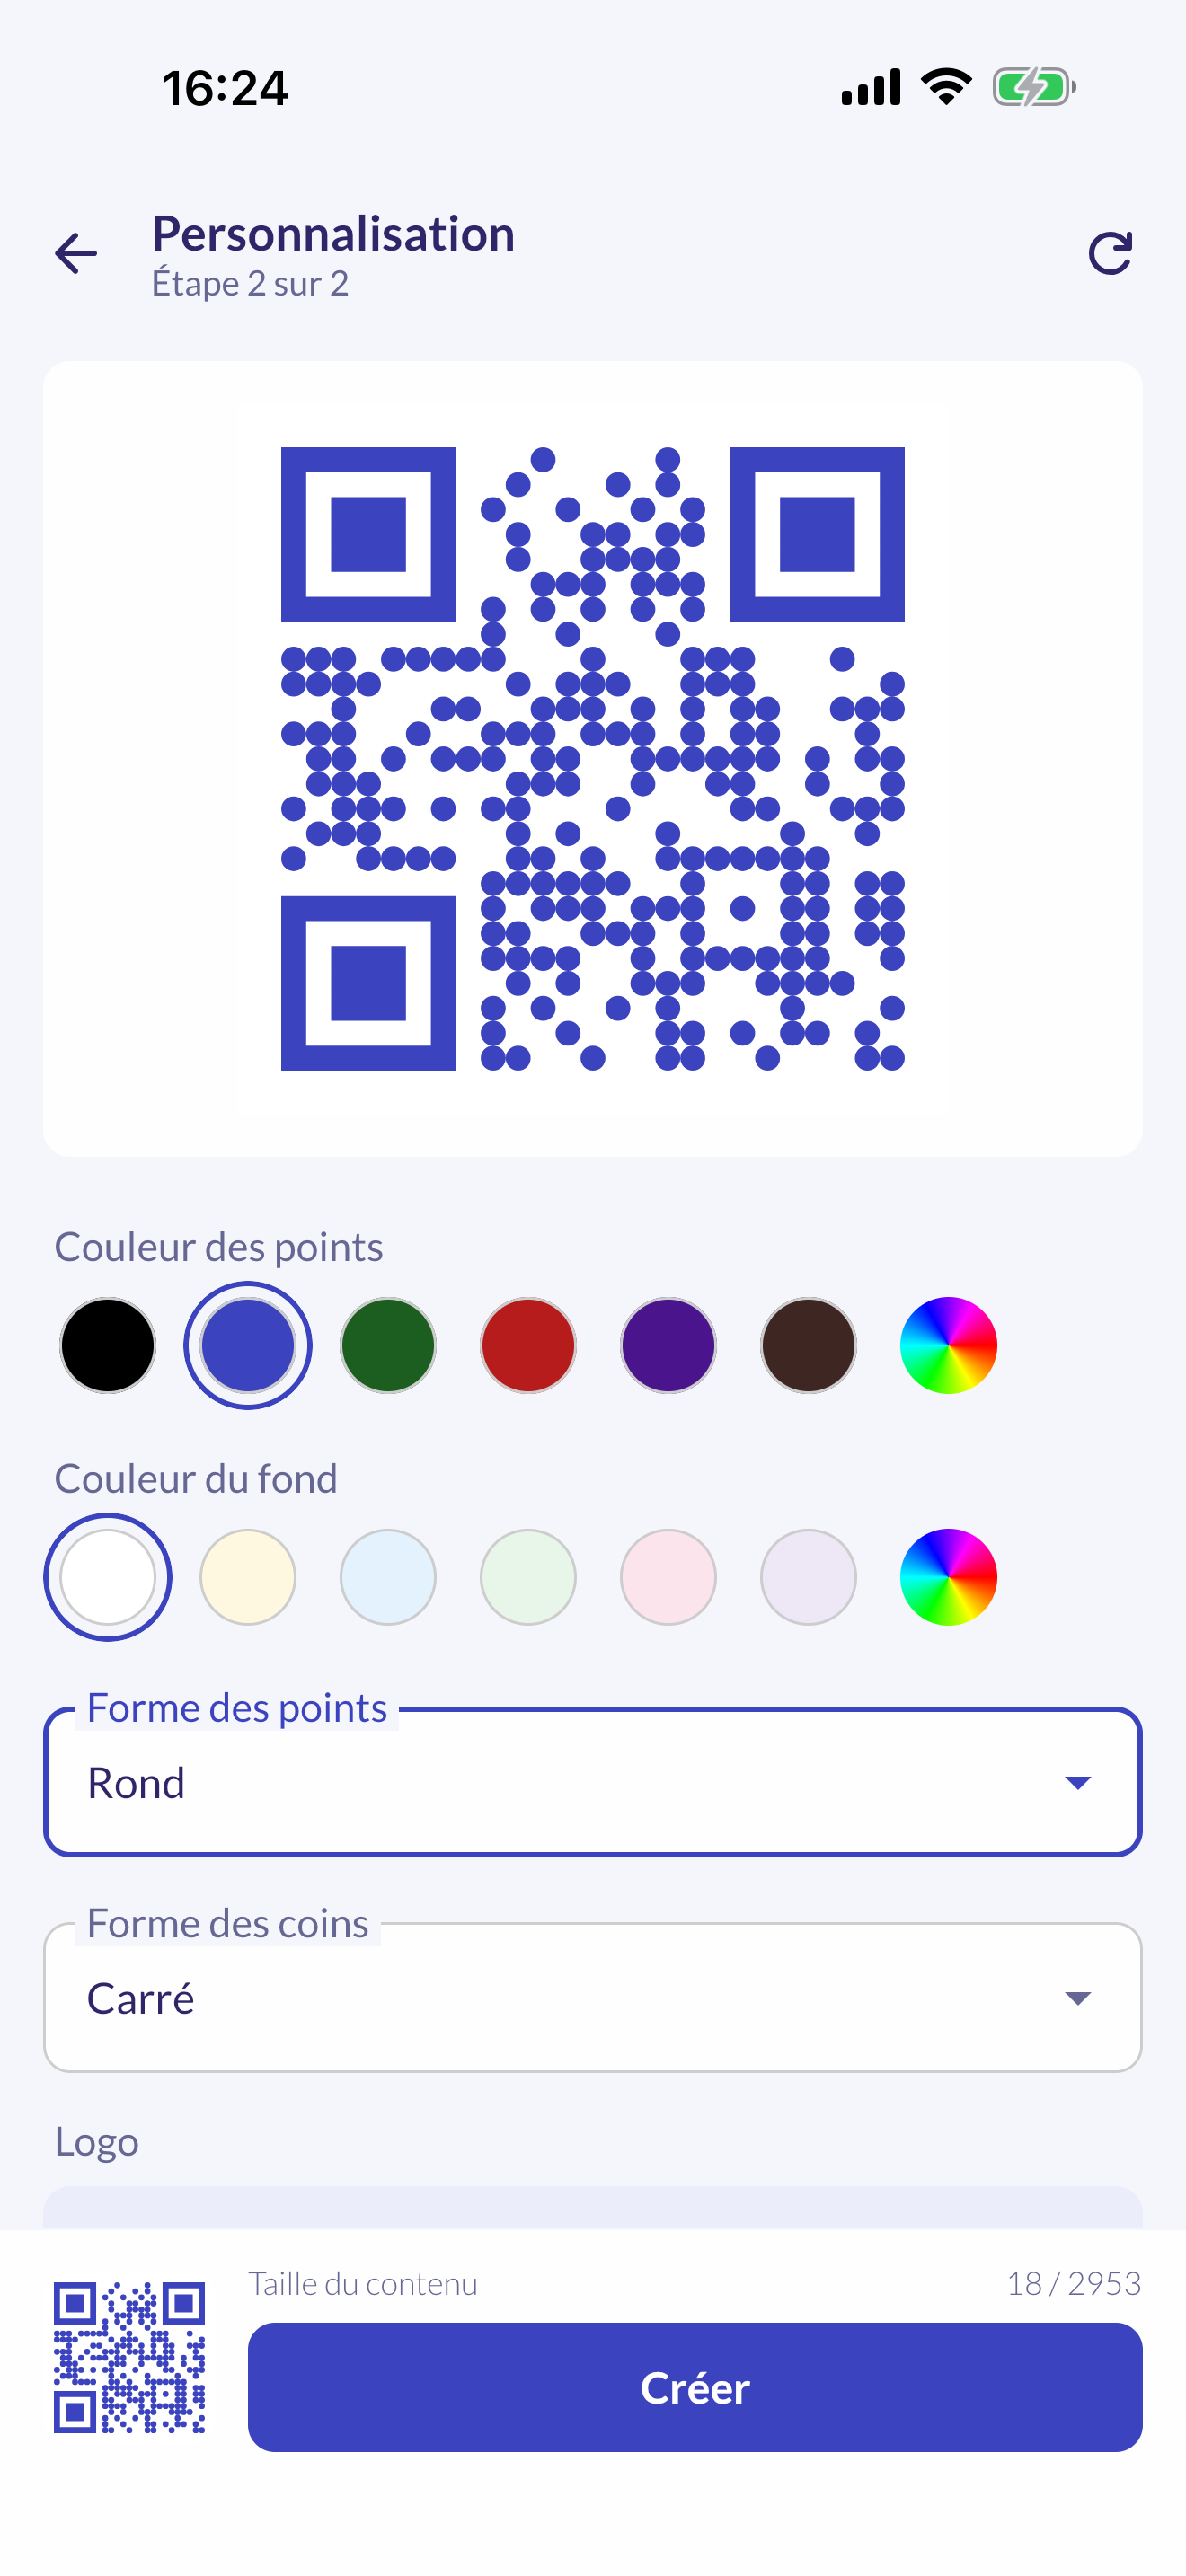 16:24
Personnalisation
Étape 2 sur 2
Couleur des points
Couleur du fond
Forme des points
Rond
Forme des coins
Carré
Logo
Taille du contenu 18 / 2953
Créer